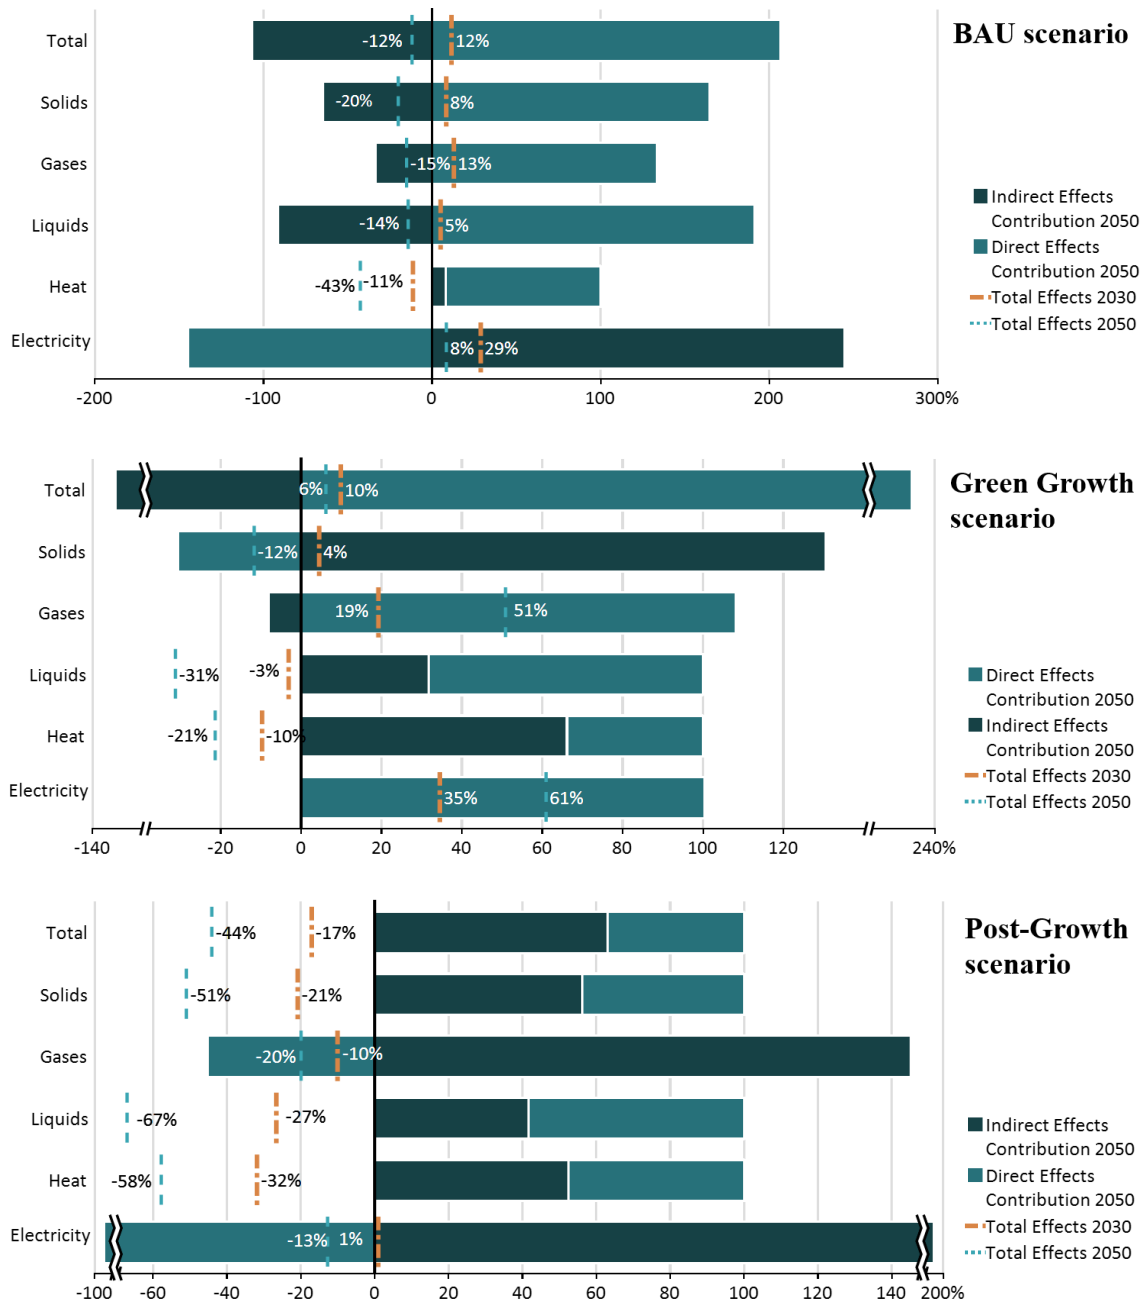 BAU scenario
Total
-12%
12%
Solids
-20%
8%
Gases
-15%
13%
Liquids
-14%
5%
Heat
-43%
-11%
Electricity
8%
29%
-200
-100
0
100
200
300%
Indirect Effects
Contribution 2050
Direct Effects
Contribution 2050
Total Effects 2030
Total Effects 2050
Green Growth
scenario
Total
6%
10%
Solids
-12%
4%
Gases
19%
51%
Liquids
-31%
-3%
Heat
-21%
-10%
Electricity
35%
61%
-140
-20
0
20
40
60
80
100
120
240%
Direct Effects
Contribution 2050
Indirect Effects
Contribution 2050
Total Effects 2030
Total Effects 2050
Post-Growth
scenario
Total
-44%
-17%
Solids
-51%
-21%
Gases
-20%
-10%
Liquids
-67%
-27%
Heat
-58%
-32%
Electricity
-13%
1%
-100
-60
-40
-20
0
20
40
60
80
100
120
140
200%
Indirect Effects
Contribution 2050
Direct Effects
Contribution 2050
Total Effects 2030
Total Effects 2050